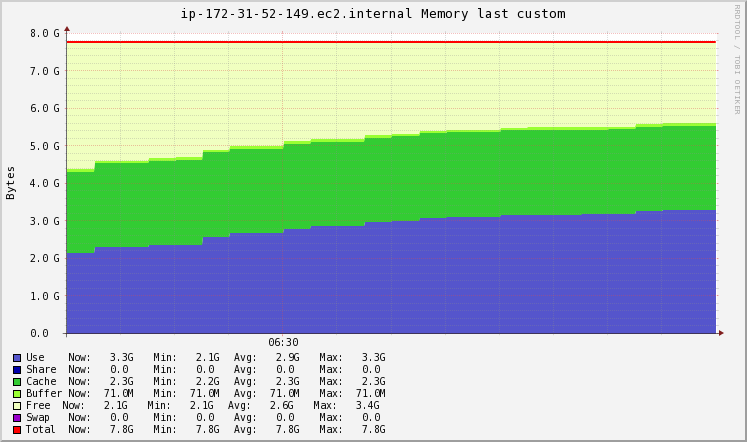 ip-172-31-52-149.ec2.internal Memory last custom
RRDTOOL / TOBI OETIKER
Bytes
8.0 G
7.0 G
6.0 G
5.0 G
4.0 G
3.0 G
2.0 G
1.0 G
0.0
06:30
Use Now: 3.3G Min: 2.1G Avg: 2.9G Max: 3.3G
Share Now: 0.0 Min: 0.0 Avg: 0.0 Max: 0.0
Cache Now: 2.3G Min: 2.2G Avg: 2.3G Max: 2.3G
Buffer Now: 71.0M Min: 71.0M Avg: 71.0M Max: 71.0M
Free Now: 2.1G Min: 2.1G Avg: 2.6G Max: 3.4G
Swap Now: 0.0 Min: 0.0 Avg: 0.0 Max: 0.0
Total Now: 7.8G Min: 7.8G Avg: 7.8G Max: 7.8G